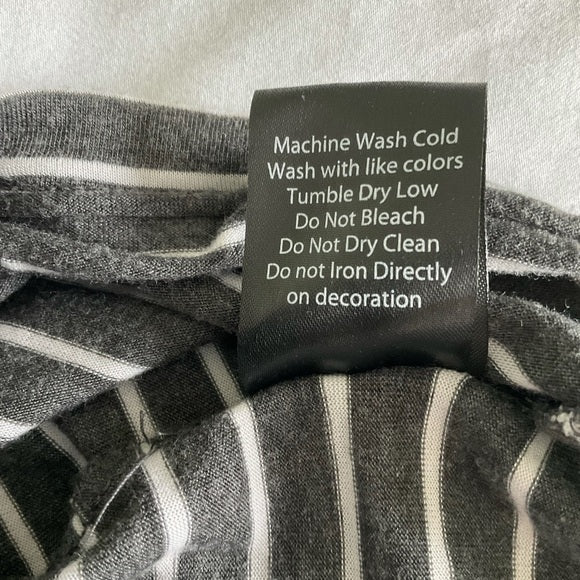 Machine Wash Cold
Wash with like colors
Tumble Dry Low
Do Not Bleach
Do Not Dry Clean
Do not Iron Directly
on decoration